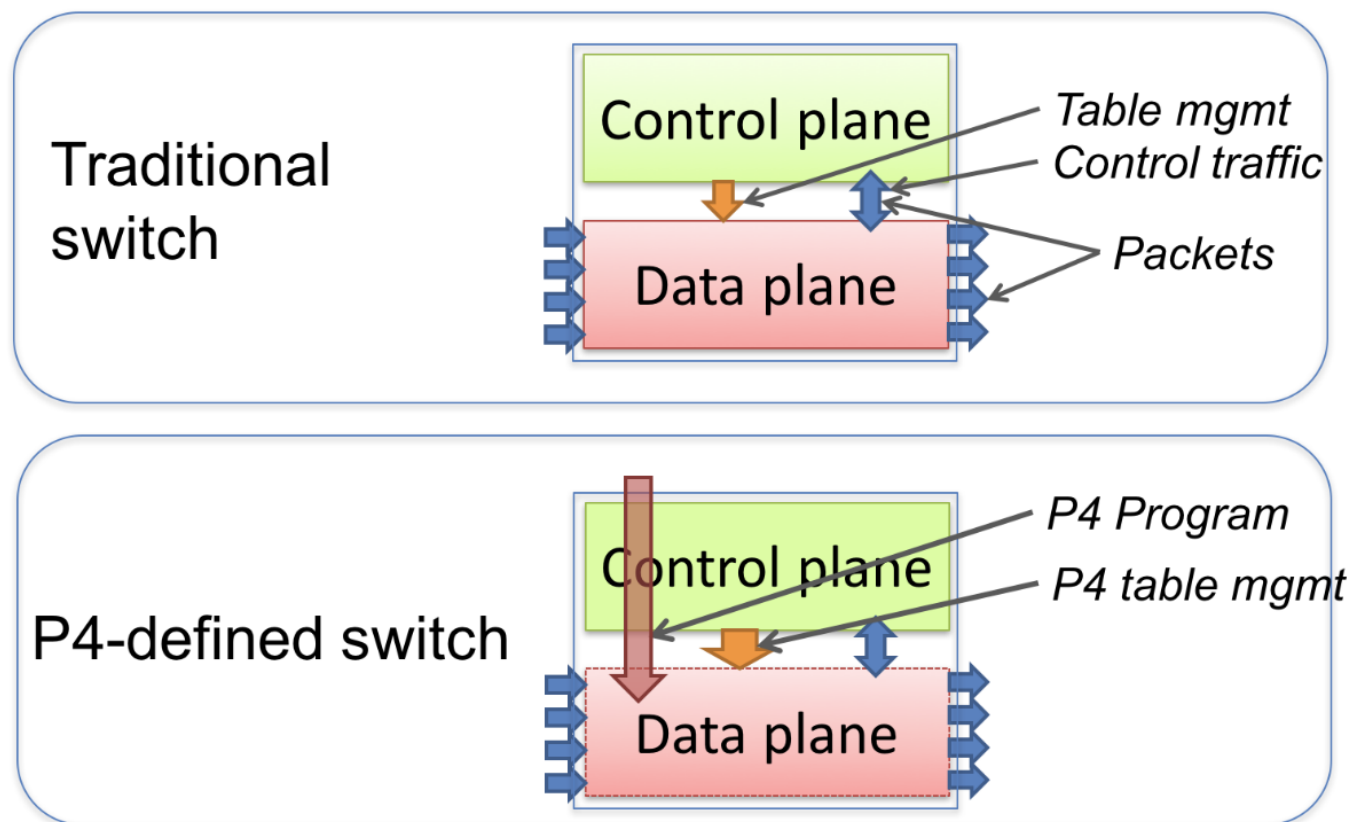 Traditional
switch
Control plane
Data plane
Table mgmt
Control traffic
Packets
P4-defined switch
Control plane
Data plane
P4 Program
P4 table mgmt